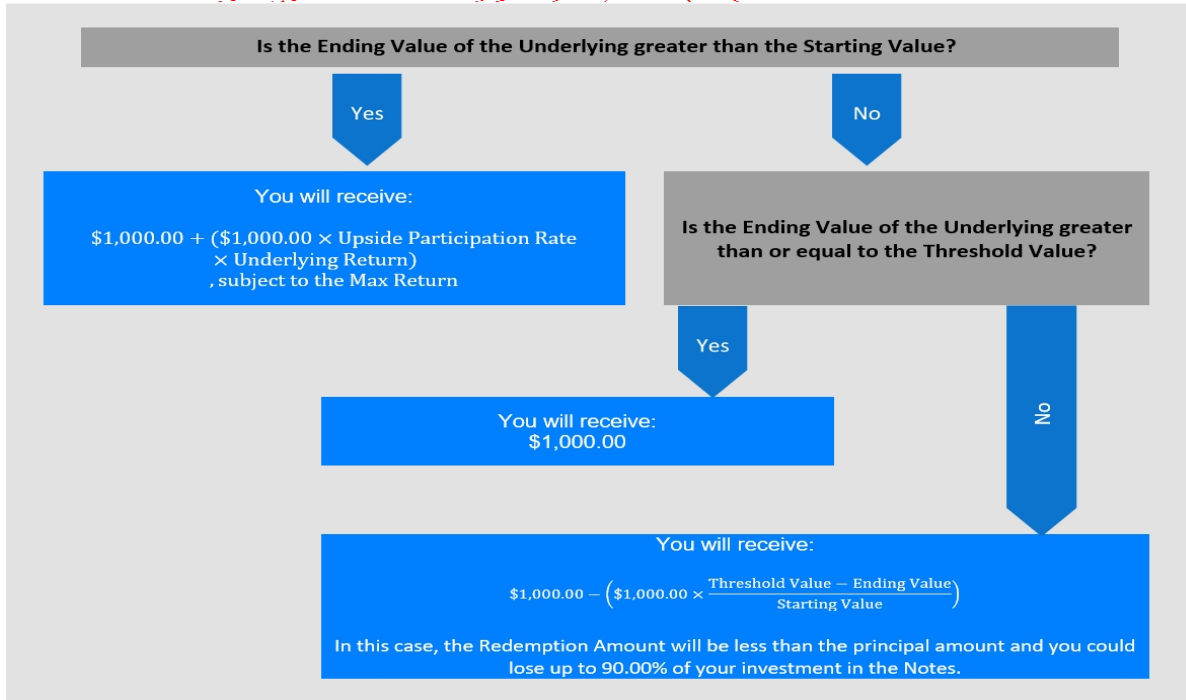 Is the Ending Value of the Underlying greater than the Starting Value?
Yes
No
You will receive:
$1,000.00 + ($1,000.00 × Upside Participation Rate
× Underlying Return)
, subject to the Max Return
Is the Ending Value of the Underlying greater
than or equal to the Threshold Value?
Yes
No
You will receive:
$1,000.00
You will receive:
$1,000.00 − ($1,000.00 × Threshold Value − Ending Value
Starting Value)
In this case, the Redemption Amount will be less than the principal amount and you could
lose up to 90.00% of your investment in the Notes.